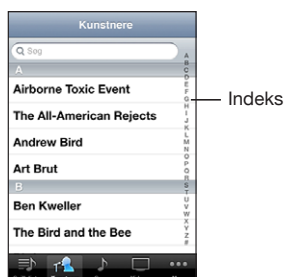 Kunstnere
Søg
A
Airborne Toxic Event
The All-American Rejects
Andrew Bird
Art Brut
B
Ben Kweller
The Bird and the Bee
A
B
C
D
E
F
G
H
I
J
K
L
M
N
O
P
Q
R
S
T
U
V
W
X
Y
Z
#
Indeks